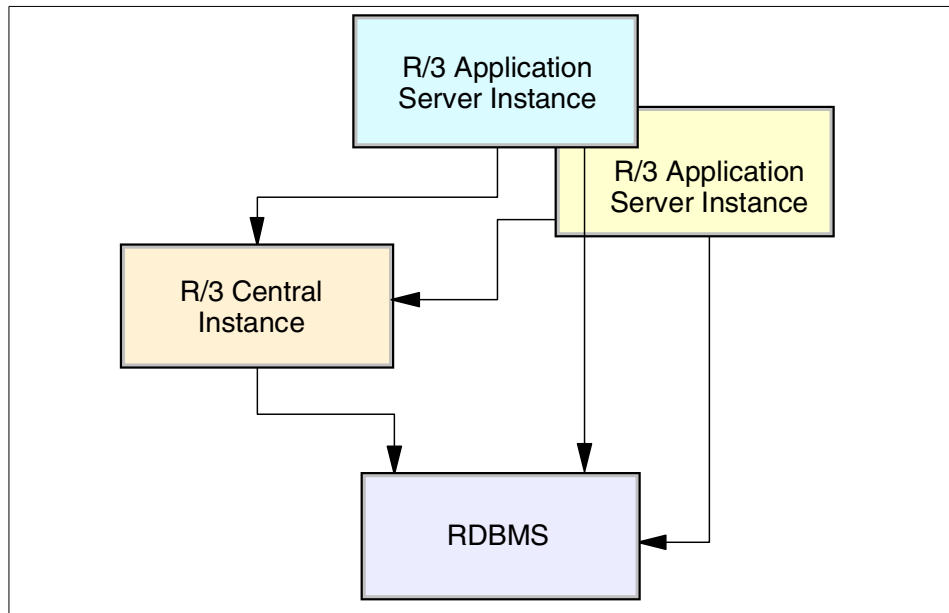 R/3 Application
Server Instance
R/3 Application
Server Instance
R/3 Central
Instance
RDBMS